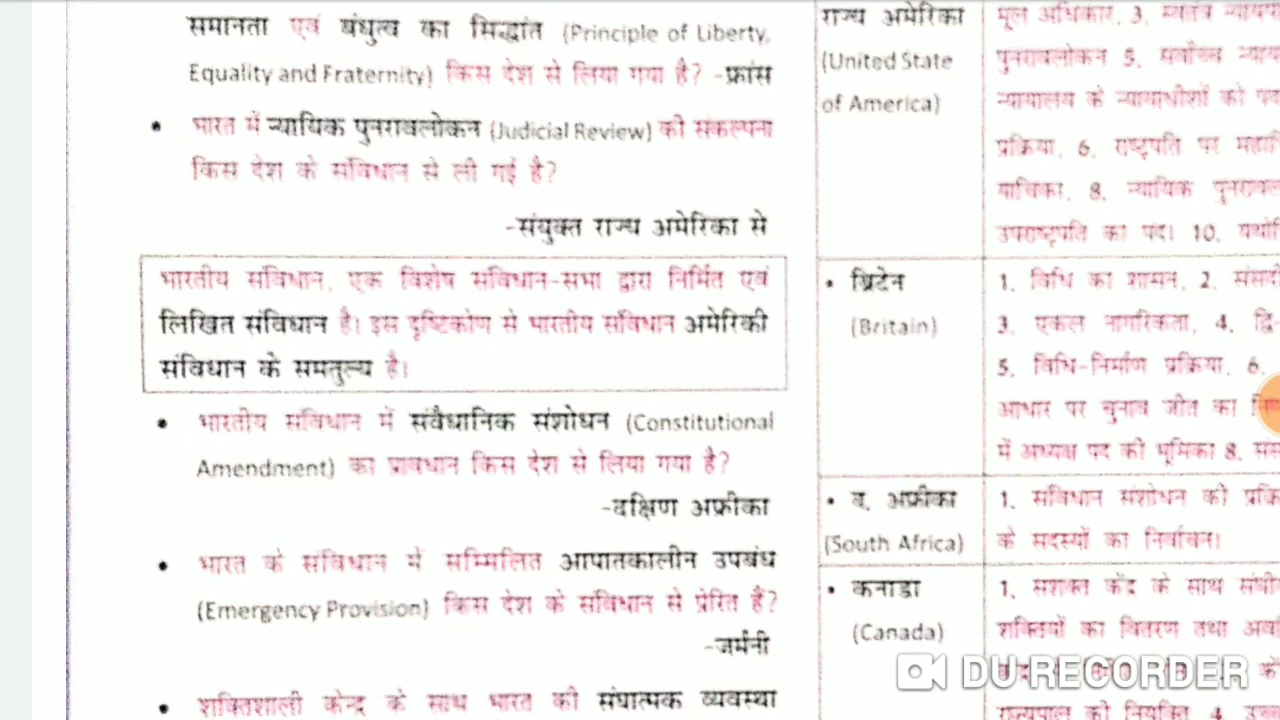 समानता एवं बंधुत्व का सिद्धांत (Principle of Liberty,
Equality and Fraternity) किस देश से लिया गया है? -फ्रांस
• भारत में न्यायिक पुनरावलोकन (Judicial Review) की संकल्पना
किस देश के संविधान से ली गई है?
-संयुक्त राज्य अमेरिका से
भारतीय संविधान, एक विशेष संविधान-सभा द्वारा निर्मित एवं
लिखित संविधान है। इस दृष्टिकोण से भारतीय संविधान अमेरिकी
संविधान के समतुल्य है।
• भारतीय संविधान में संवैधानिक संशोधन (Constitutional
Amendment) का प्रावधान किस देश से लिया गया है?
-दक्षिण अफ्रीका
• भारत के संविधान में सम्मिलित आपातकालीन उपबंध
(Emergency Provision) किस देश के संविधान से प्रेरित है?
-जर्मनी
• शक्तिशाली केन्द्र के साथ भारत की संघात्मक व्यवस्था
राज्य अमेरिका
(United State
of America)
मूल अधिकार, 3. स्वतंत्र
पुनरावलोकन 5. सर्वोच्च
न्यायालय के न्यायाधीशों को
प्रक्रिया, 6. राष्ट्रपति पर
याचिका, 8. न्यायिक
उपराष्ट्रपति का पद। 10.
• ब्रिटेन
(Britain)
1. विधि का शासन, 2.
3. एकल नागरिकता, 4. द्वि
5. विधि-निर्माण प्रक्रिया, 6.
आधार पर चुनाव जीत का
में अध्यक्ष पद की भूमिका 8.
• द. अफ्रीका
(South Africa)
1. संविधान संशोधन की
के सदस्यों का निर्वाचन।
• कनाडा
(Canada)
1. सशक्त केंद्र के साथ
शक्तियों का वितरण तथा
राज्यपाल की नियुक्ति 4.
DU RECORDER